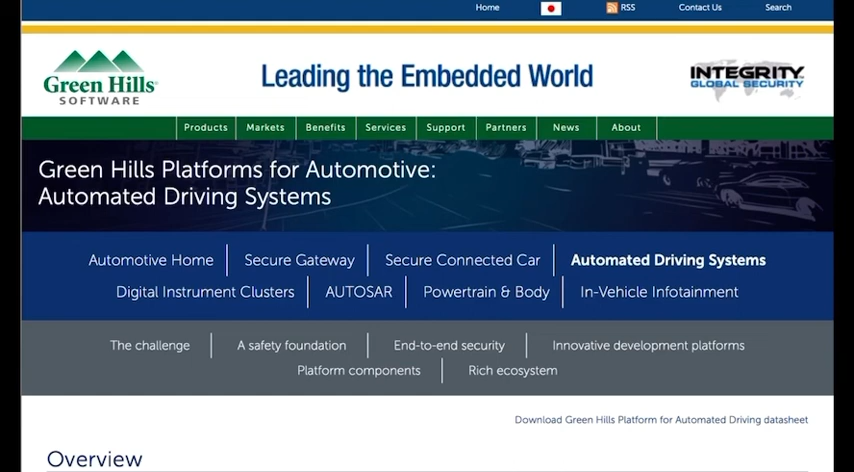 Home RSS Contact Us Search
Green Hills
SOFTWARE
Leading the Embedded World
INTEGRITY
GLOBAL SECURITY
Products Markets Benefits Services Support Partners News About
Green Hills Platforms for Automotive:
Automated Driving Systems
Automotive Home Secure Gateway Secure Connected Car Automated Driving Systems
Digital Instrument Clusters AUTOSAR Powertrain & Body In-Vehicle Infotainment
The challenge A safety foundation End-to-end security Innovative development platforms
Platform components Rich ecosystem
Download Green Hills Platform for Automated Driving datasheet
Overview